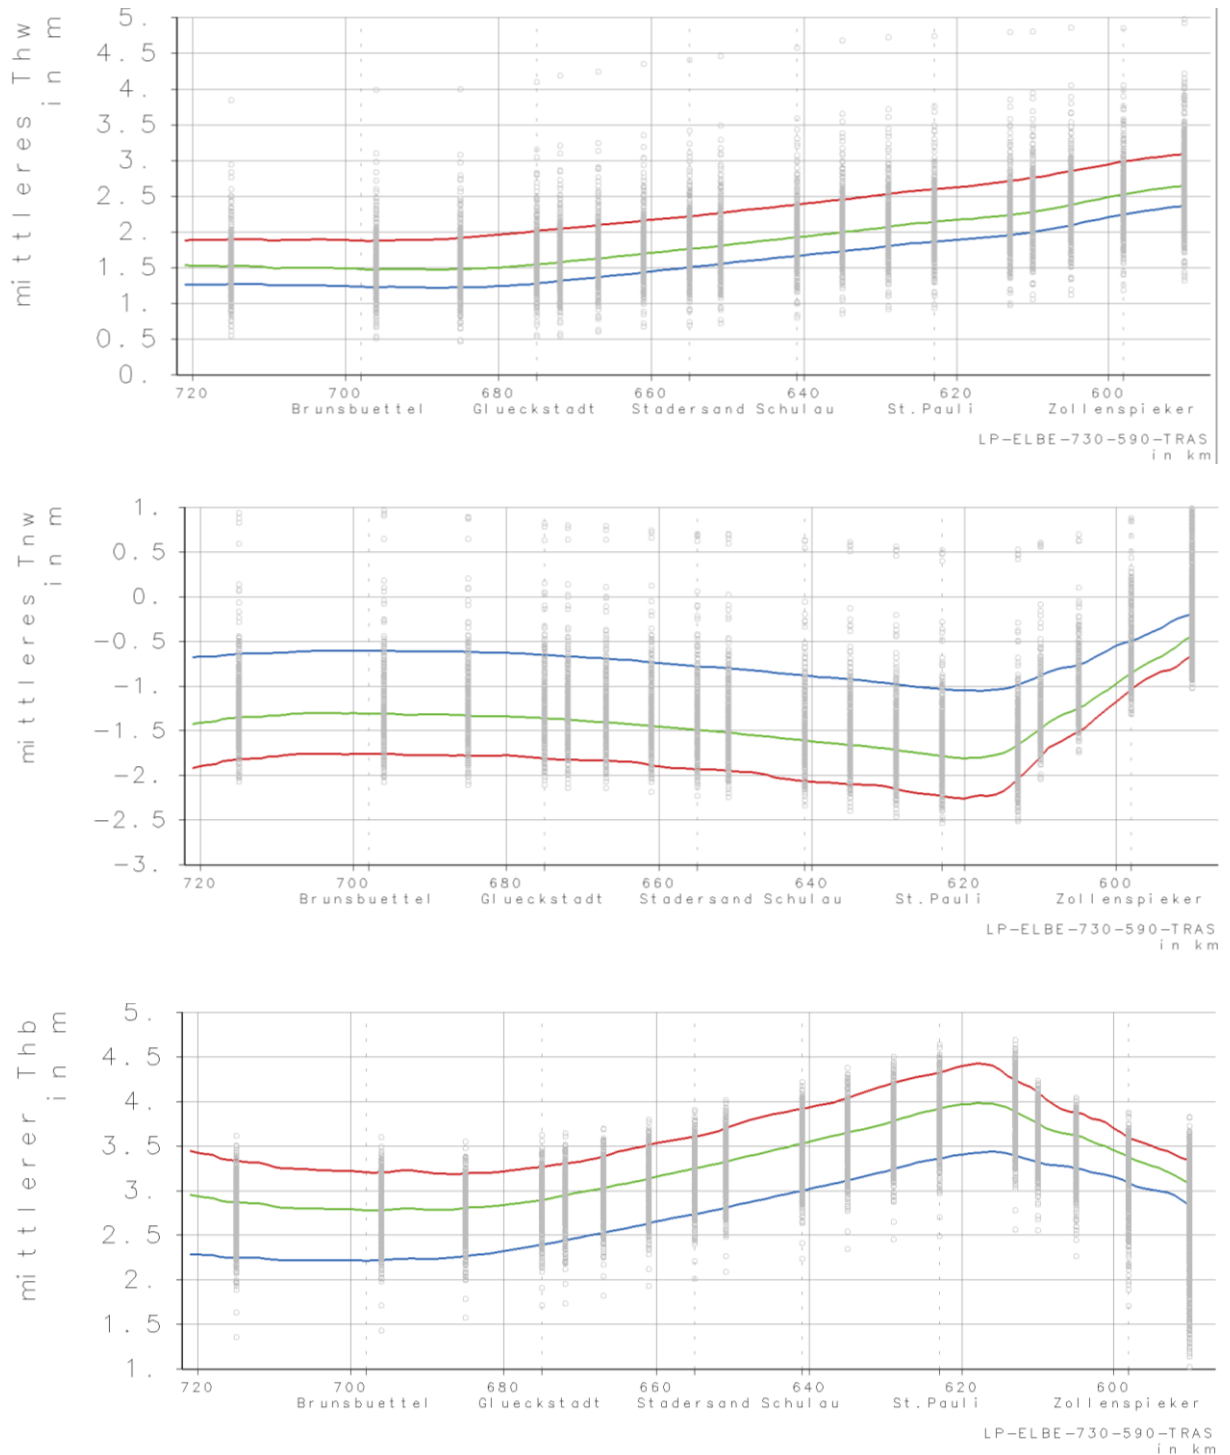 mittleres Thw
in m
5.
4.5
4.
3.5
3.
2.5
2.
1.5
1.
0.5
0.
720 700 680 660 640 620 600
Brunsbuettel Glueckstadt Stadersand Schulau St.Pauli Zollenspieker
LP-ELBE-730-590-TRAS
in km
mittleres Tnw
in m
1.
0.5
0.
-0.5
-1.
-1.5
-2.
-2.5
-3.
720 700 680 660 640 620 600
Brunsbuettel Glueckstadt Stadersand Schulau St.Pauli Zollenspieker
LP-ELBE-730-590-TRAS
in km
mittlerer Thb
in m
5.
4.5
4.
3.5
3.
2.5
2.
1.5
1.
720 700 680 660 640 620 600
Brunsbuettel Glueckstadt Stadersand Schulau St.Pauli Zollenspieker
LP-ELBE-730-590-TRAS
in km